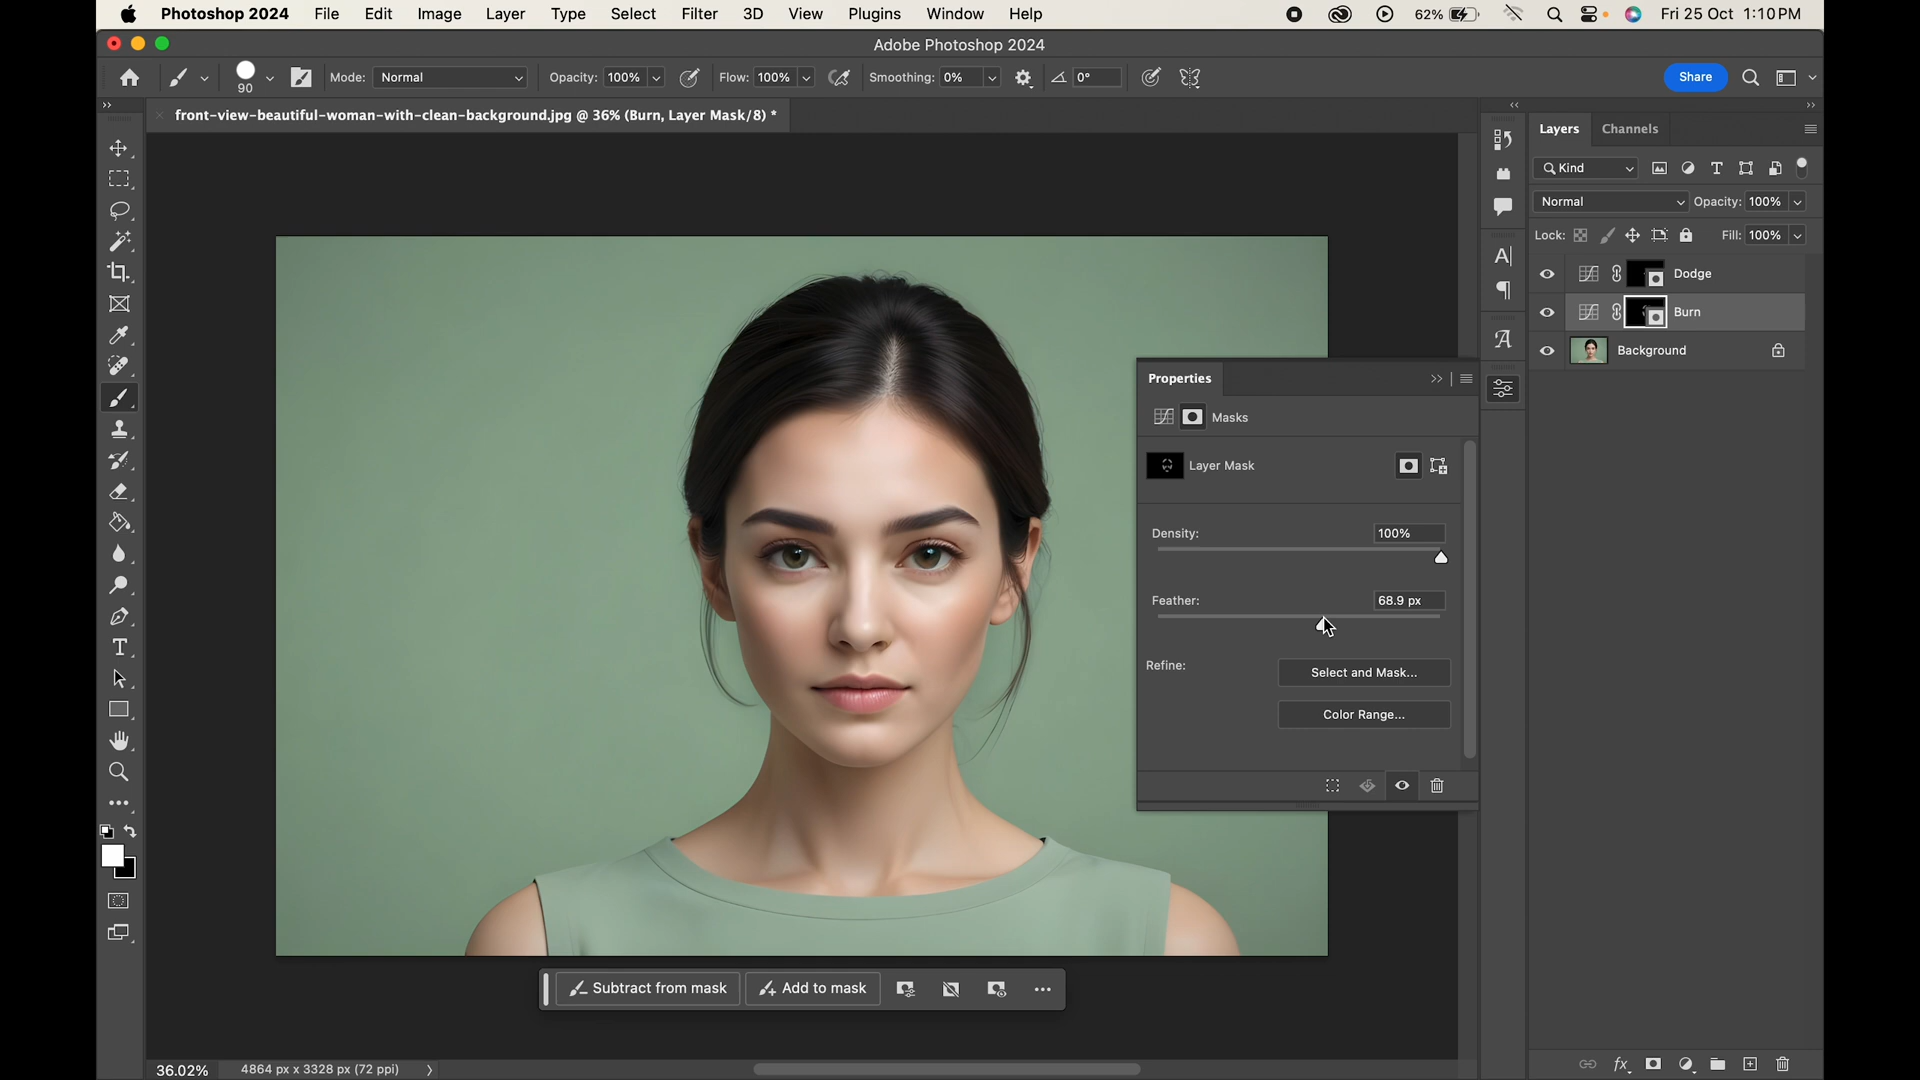 Photoshop 2024 File Edit Image Layer Type Select Filter 3D View Plugins Window Help 62% Fri 25 Oct 1:10 PM
Adobe Photoshop 2024
90 Mode: Normal Opacity: 100% Flow: 100% Smoothing: 0% 0° Share
front-view-beautiful-woman-with-clean-background.jpg @ 36% (Burn, Layer Mask/8) *
Layers Channels
Kind
Normal Opacity: 100%
Lock: Fill: 100%
Dodge
Burn
Background
Properties
Masks
Layer Mask
Density: 100%
Feather: 68.9 px
Refine: Select and Mask...
Color Range...
Subtract from mask Add to mask
36.02% 4864 px x 3328 px (72 ppi)